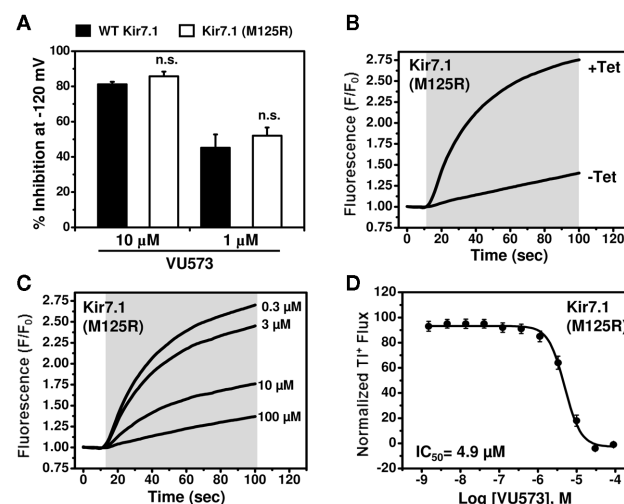 A
WT Kir7.1
Kir7.1 (M125R)
% Inhibition at -120 mV
100
80
60
40
20
0
n.s.
n.s.
10 µM
1 µM
VU573
B
Kir7.1
(M125R)
Fluorescence (F/F0)
2.75
2.50
2.25
2.00
1.75
1.50
1.25
1.00
0.75
+Tet
-Tet
0 20 40 60 80 100 120
Time (sec)
C
Kir7.1
(M125R)
Fluorescence (F/F0)
2.75
2.50
2.25
2.00
1.75
1.50
1.25
1.00
0.3 µM
3 µM
10 µM
100 µM
0 20 40 60 80 100 120
Time (sec)
D
Kir7.1
(M125R)
Normalized Tl+ Flux
120
100
80
60
40
20
0
-20
IC50= 4.9 µM
-9 -8 -7 -6 -5 -4
Log [VU573], M